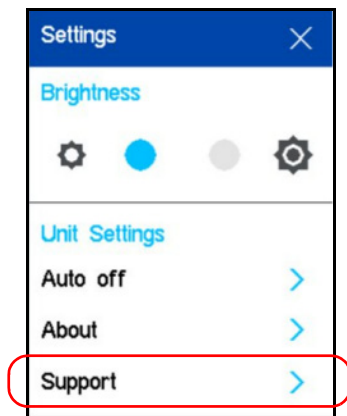 Settings
Brightness
Unit Settings
Auto off
About
Support